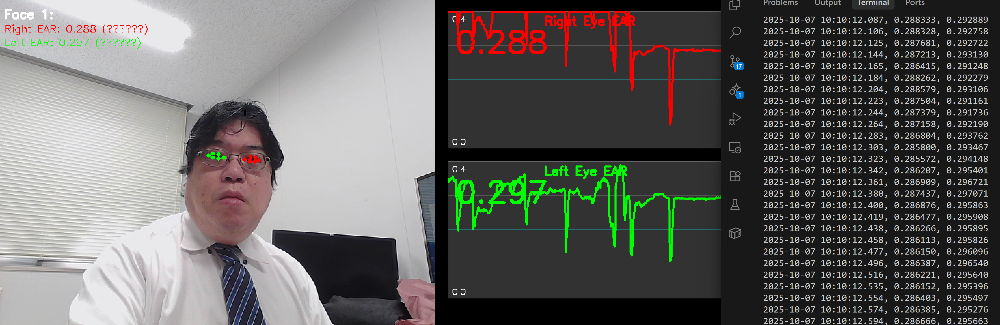 Face 1:
Right EAR: 0.288 (??????)
Left EAR: 0.297 (??????)
0.4
Right Eye EAR
0.288
0.0
0.4
Left Eye EAR
0.297
0.0
Problems Output Terminal Ports
17
1
2025-10-07 10:10:12.087, 0.288333, 0.292889
2025-10-07 10:10:12.106, 0.288328, 0.292758
2025-10-07 10:10:12.125, 0.287681, 0.292722
2025-10-07 10:10:12.144, 0.287213, 0.293130
2025-10-07 10:10:12.165, 0.286415, 0.291248
2025-10-07 10:10:12.184, 0.288262, 0.292279
2025-10-07 10:10:12.204, 0.288579, 0.293106
2025-10-07 10:10:12.223, 0.287504, 0.291161
2025-10-07 10:10:12.244, 0.287379, 0.291736
2025-10-07 10:10:12.264, 0.287158, 0.292190
2025-10-07 10:10:12.283, 0.286804, 0.293762
2025-10-07 10:10:12.303, 0.285800, 0.293467
2025-10-07 10:10:12.323, 0.285572, 0.294148
2025-10-07 10:10:12.342, 0.286207, 0.295401
2025-10-07 10:10:12.361, 0.286909, 0.296721
2025-10-07 10:10:12.380, 0.287437, 0.297071
2025-10-07 10:10:12.400, 0.286876, 0.295863
2025-10-07 10:10:12.419, 0.286477, 0.295908
2025-10-07 10:10:12.438, 0.286266, 0.295895
2025-10-07 10:10:12.458, 0.286113, 0.295826
2025-10-07 10:10:12.477, 0.286150, 0.296096
2025-10-07 10:10:12.496, 0.286387, 0.296540
2025-10-07 10:10:12.516, 0.286221, 0.295640
2025-10-07 10:10:12.535, 0.286152, 0.295396
2025-10-07 10:10:12.554, 0.286403, 0.295497
2025-10-07 10:10:12.574, 0.286385, 0.295276
2025-10-07 10:10:12.594, 0.286666, 0.295663